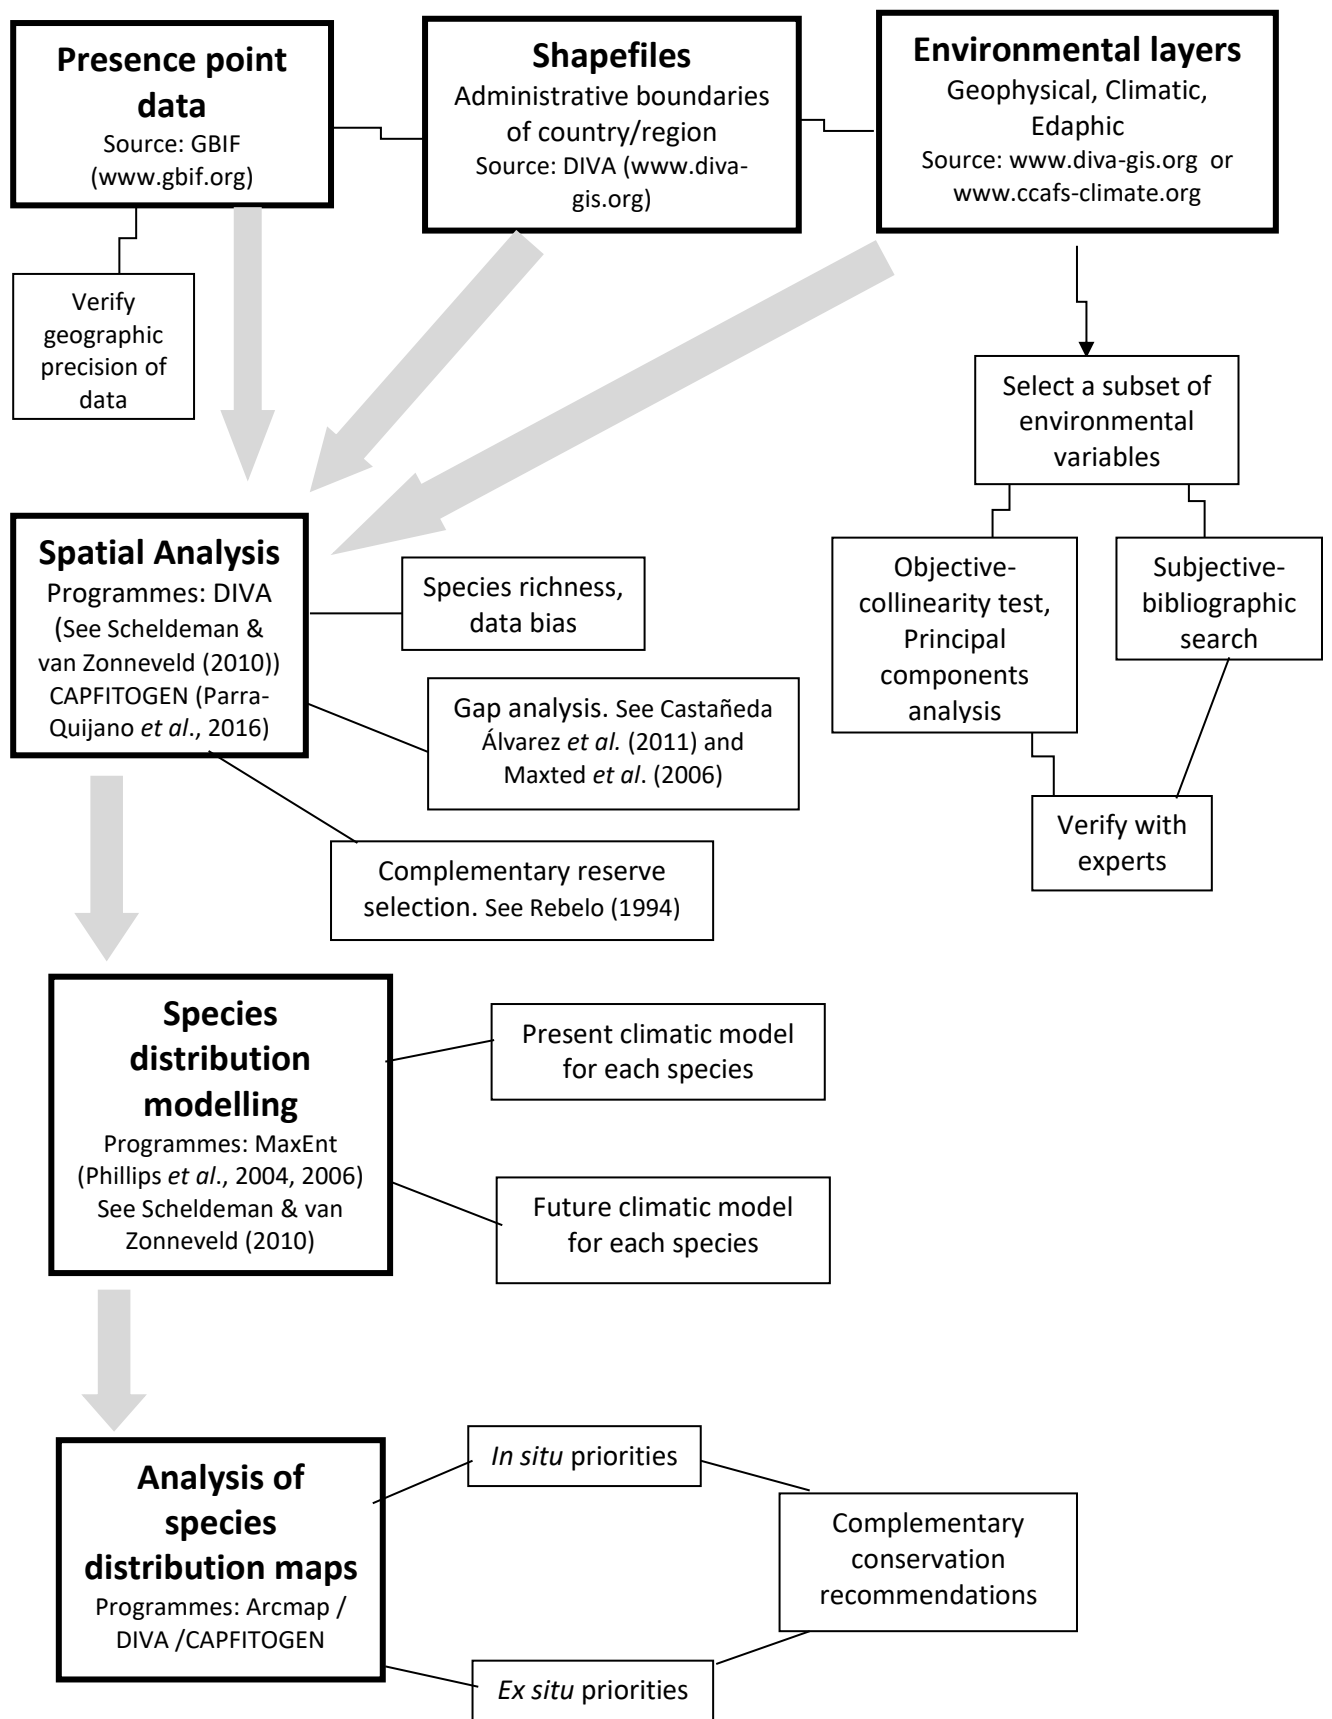 Presence point
data
Source: GBIF
(www.gbif.org)
Shapefiles
Administrative boundaries
of country/region
Source: DIVA (www.diva-
gis.org)
Environmental layers
Geophysical, Climatic,
Edaphic
Source: www.diva-gis.org or
www.ccafs-climate.org
Verify
geographic
precision of
data
Select a subset of
environmental
variables
Objective-
collinearity test,
Principal
components
analysis
Subjective-
bibliographic
search
Verify with
experts
Spatial Analysis
Programmes: DIVA
(See Scheldeman &
van Zonneveld (2010))
CAPFITOGEN (Parra-
Quijano et al., 2016)
Species richness,
data bias
Gap analysis. See Castañeda
Álvarez et al. (2011) and
Maxted et al. (2006)
Complementary reserve
selection. See Rebelo (1994)
Species
distribution
modelling
Programmes: MaxEnt
(Phillips et al., 2004, 2006)
See Scheldeman & van
Zonneveld (2010)
Present climatic model
for each species
Future climatic model
for each species
Analysis of
species
distribution maps
Programmes: Arcmap /
DIVA /CAPFITOGEN
In situ priorities
Complementary
conservation
recommendations
Ex situ priorities